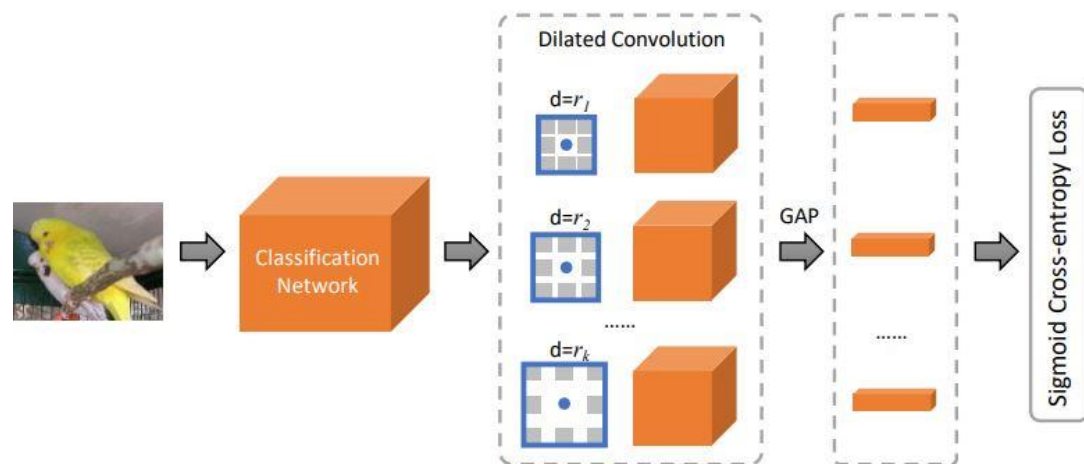 Dilated Convolution
d=r1
d=r2
......
d=rk
Classification
Network
GAP
......
Sigmoid Cross-entropy Loss